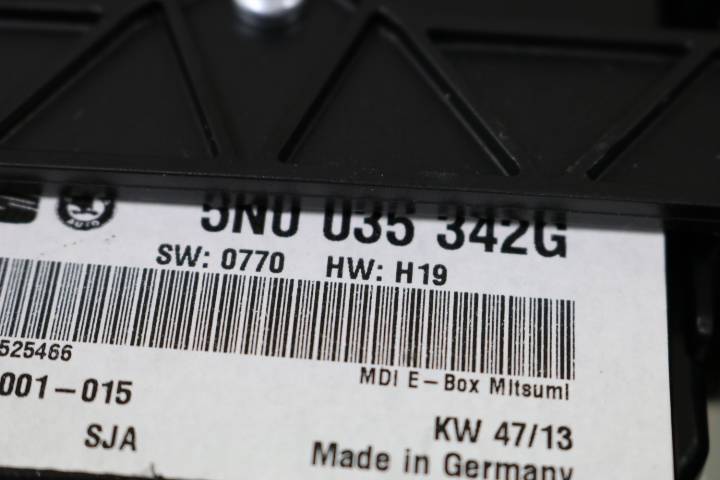 AUTO
5N0 035 342G
SW: 0770 HW: H19
525466
MDI E-Box Mitsumi
001-015
KW 47/13
SJA
Made in Germany